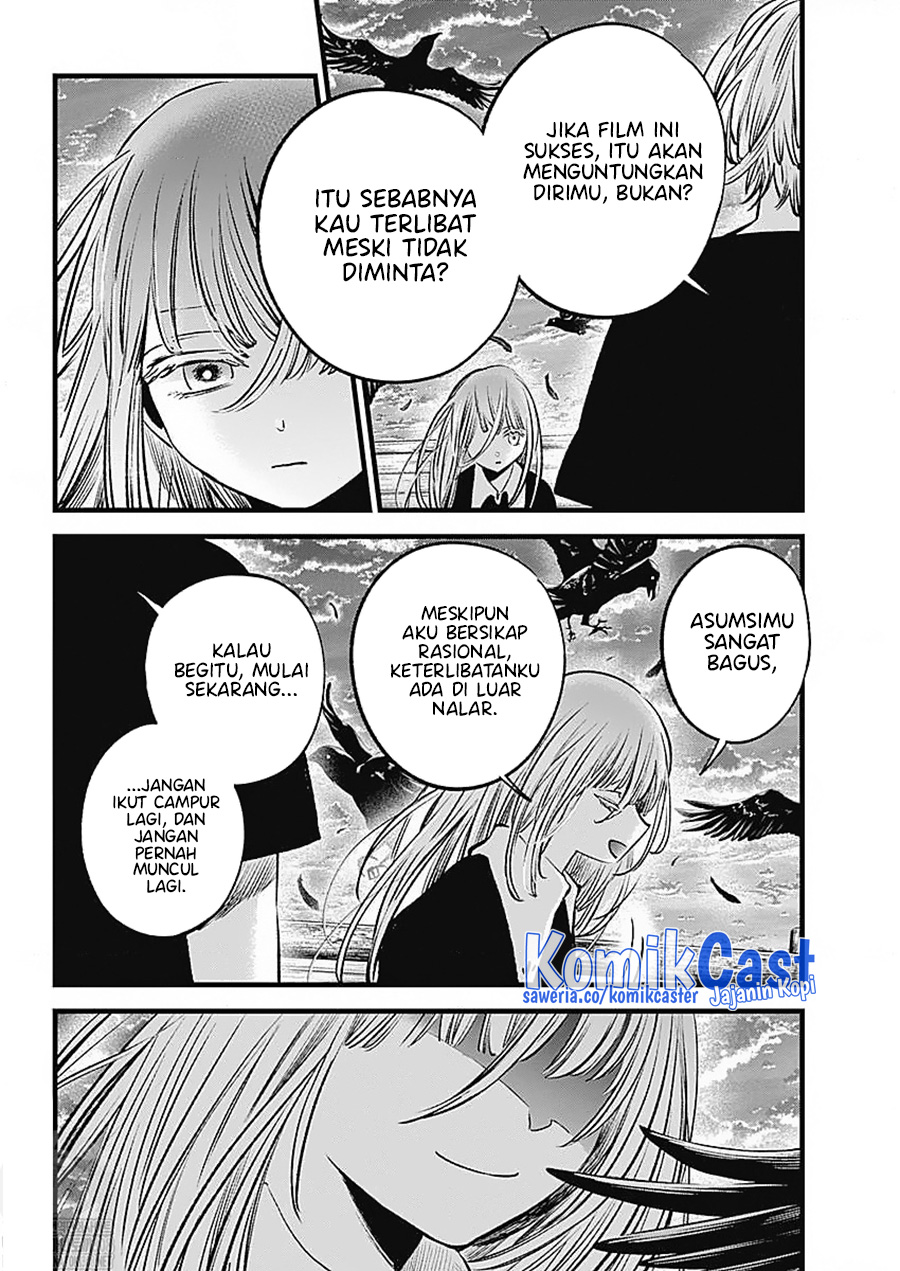 JIKA FILM INI
SUKSES, ITU AKAN
MENGUNTUNGKAN
DIRIMU, BUKAN?
ITU SEBABNYA
KAU TERLIBAT
MESKI TIDAK
DIMINTA?
ASUMSIMU
SANGAT
BAGUS,
MESKIPUN
AKU BERSIKAP
RASIONAL,
KETERLIBATANKU
ADA DI LUAR
NALAR.
KALAU
BEGITU, MULAI
SEKARANG...
...JANGAN
IKUT CAMPUR
LAGI, DAN
JANGAN
PERNAH
MUNCUL
LAGI.
KomikCast
saweria.co/komikcaster Jajanin Kopi